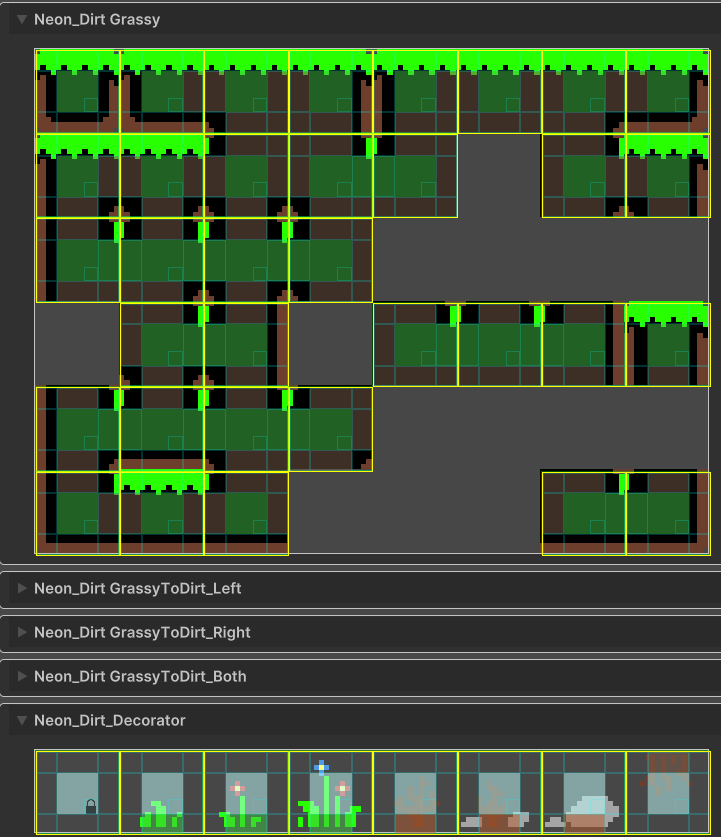 Neon_Dirt Grassy
Neon_Dirt GrassyToDirt_Left
Neon_Dirt GrassyToDirt_Right
Neon_Dirt GrassyToDirt_Both
Neon_Dirt_Decorator